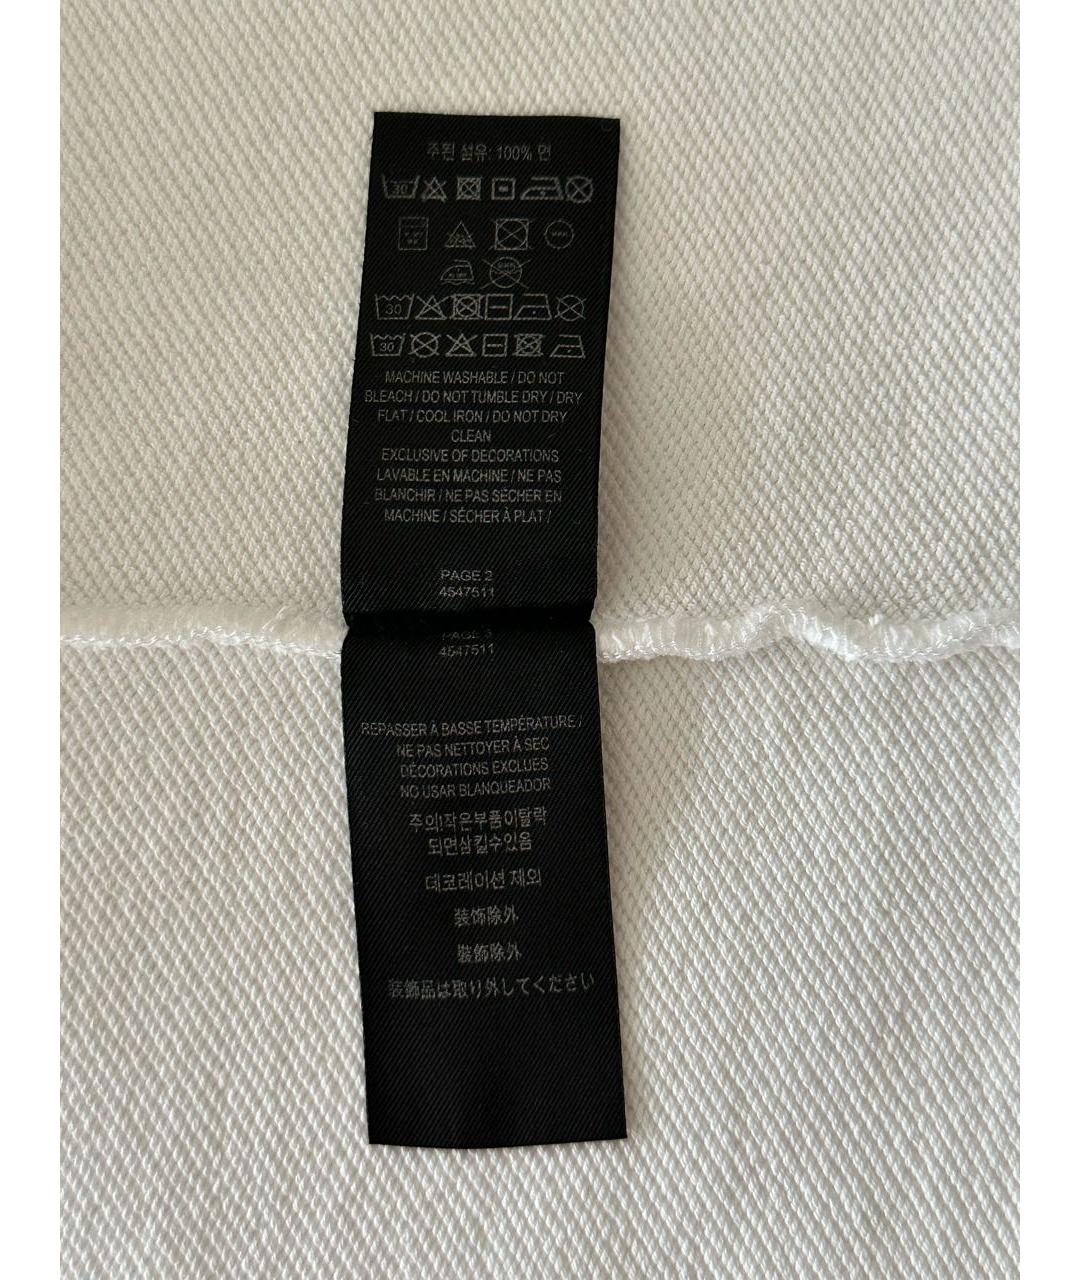 주된 섬유: 100% 면
30
30
30
MACHINE WASHABLE / DO NOT
BLEACH / DO NOT TUMBLE DRY / DRY
FLAT / COOL IRON / DO NOT DRY
CLEAN
EXCLUSIVE OF DECORATIONS
LAVABLE EN MACHINE / NE PAS
BLANCHIR / NE PAS SÉCHER EN
MACHINE / SÉCHER À PLAT /
PAGE 2
4547511
PAGE 3
4547511
REPASSER À BASSE TEMPÉRATURE /
NE PAS NETTOYER À SEC
DÉCORATIONS EXCLUES
NO USAR BLANQUEADOR
주의!작은부품이탈락
되면삼킬수있음
데코레이션 제외
装饰除外
裝飾除外
装飾品は取り外してください